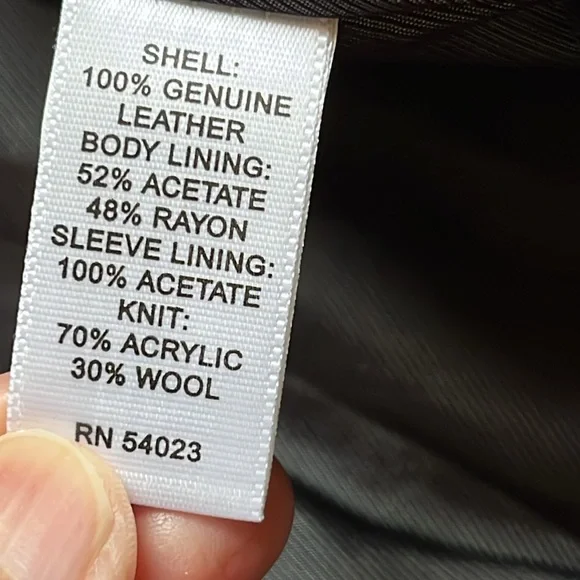 SHELL:
100% GENUINE
LEATHER
BODY LINING:
52% ACETATE
48% RAYON
SLEEVE LINING:
100% ACETATE
KNIT:
70% ACRYLIC
30% WOOL
RN 54023